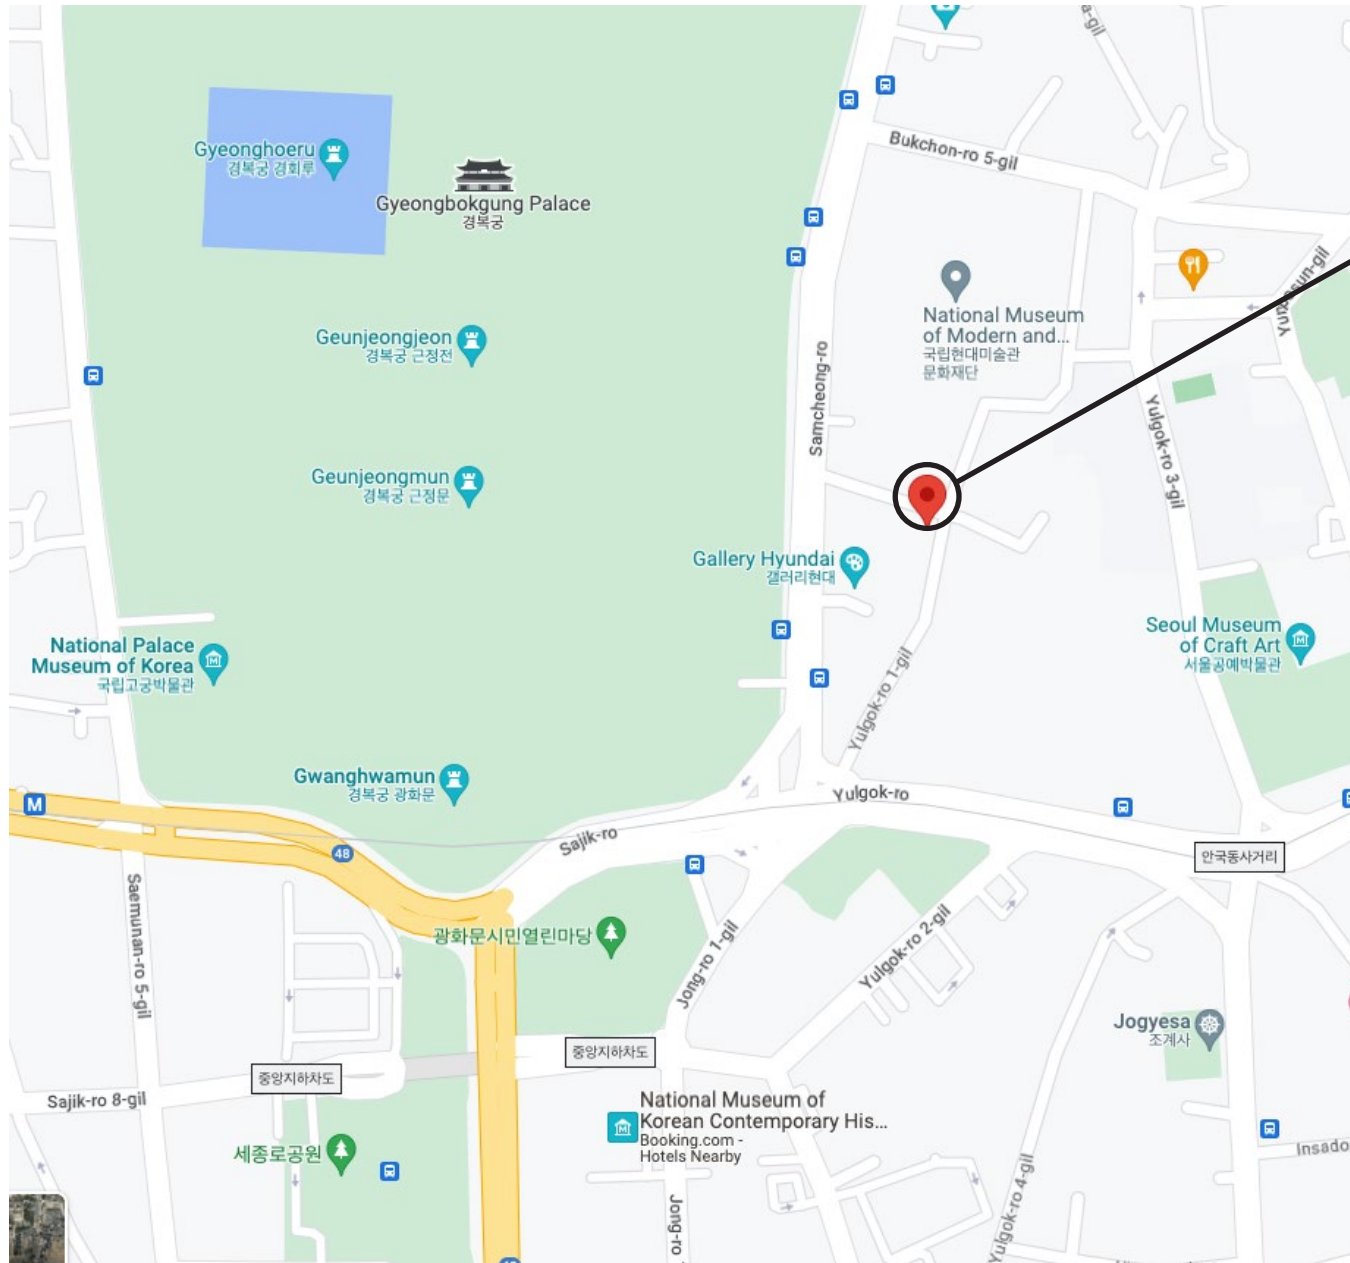 a-gil
Bukchon-ro 5-gil
Gyeonghoeru
경복궁 경회루
Gyeongbokgung Palace
경복궁
National Museum
of Modern and...
국립현대미술관
문화재단
Geunjeongjeon
경복궁 근정전
Samcheong-ro
Yulgok-ro 3-gil
Geunjeongmun
경복궁 근정문
Gallery Hyundai
갤러리현대
Seoul Museum
of Craft Art
서울공예박물관
National Palace
Museum of Korea
국립고궁박물관
Yulgok-ro 1-gil
Gwanghwamun
경복궁 광화문
M
Yulgok-ro
Sajik-ro
48
안국동사거리
Saemunan-ro 5-gil
광화문시민열린마당
Jong-ro 1-gil
Yulgok-ro 2-gil
Jogyesa
조계사
중앙지하차도
중앙지하차도
Sajik-ro 8-gil
National Museum of
Korean Contemporary His...
Booking.com -
Hotels Nearby
세종로공원
Insado
Yulgok-ro 4-gil
Jong-ro